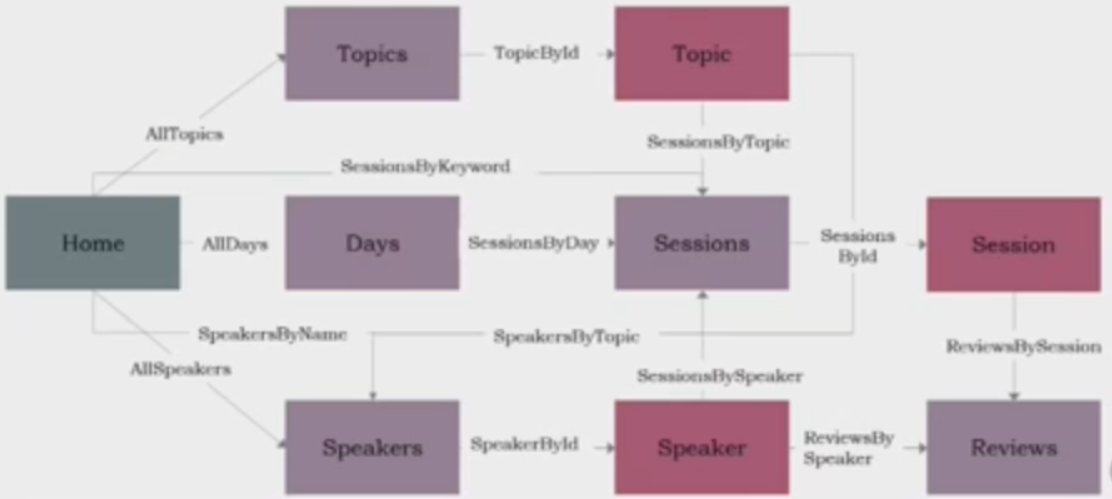 Topics
TopicById
Topic
AllTopics
SessionsByTopic
SessionsByKeyword
Home
AllDays
Days
SessionsByDay
Sessions
Sessions
ById
Session
SpeakersByName
SpeakersByTopic
ReviewsBySession
AllSpeakers
SessionsBySpeaker
Speakers
SpeakerById
Speaker
ReviewsBy
Speaker
Reviews